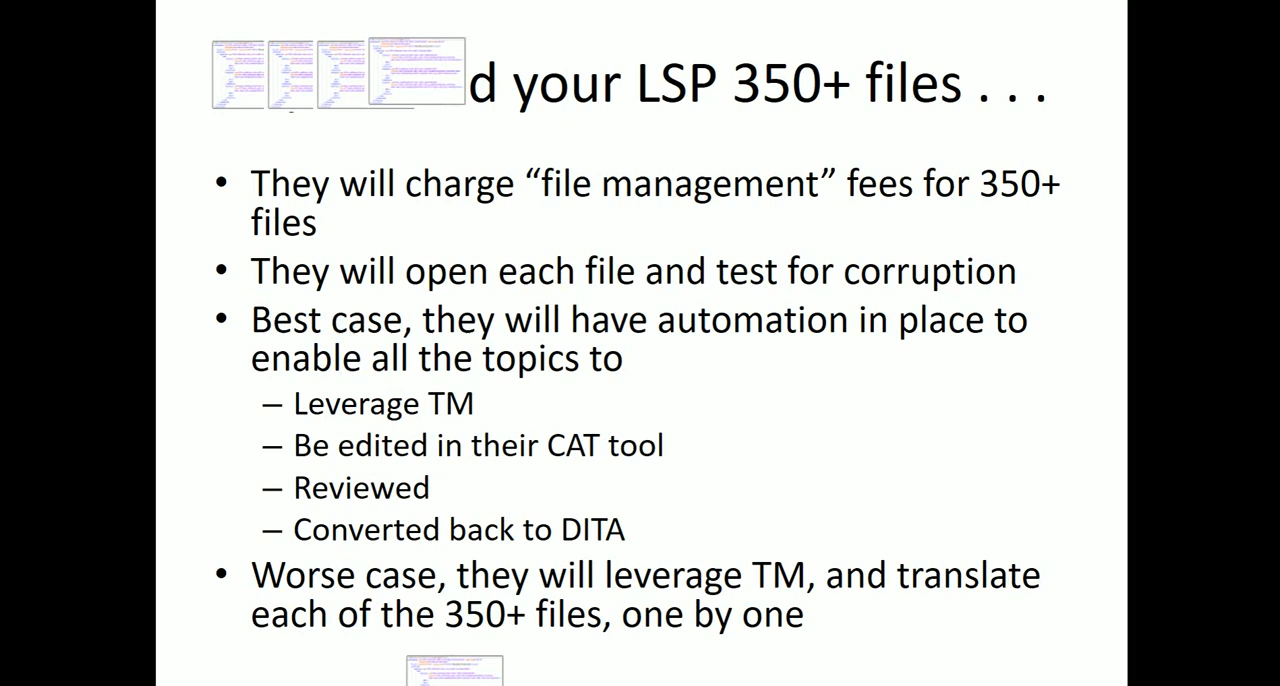 d your LSP 350+ files . . .
• They will charge “file management” fees for 350+
files
• They will open each file and test for corruption
• Best case, they will have automation in place to
enable all the topics to
– Leverage TM
– Be edited in their CAT tool
– Reviewed
– Converted back to DITA
• Worse case, they will leverage TM, and translate
each of the 350+ files, one by one